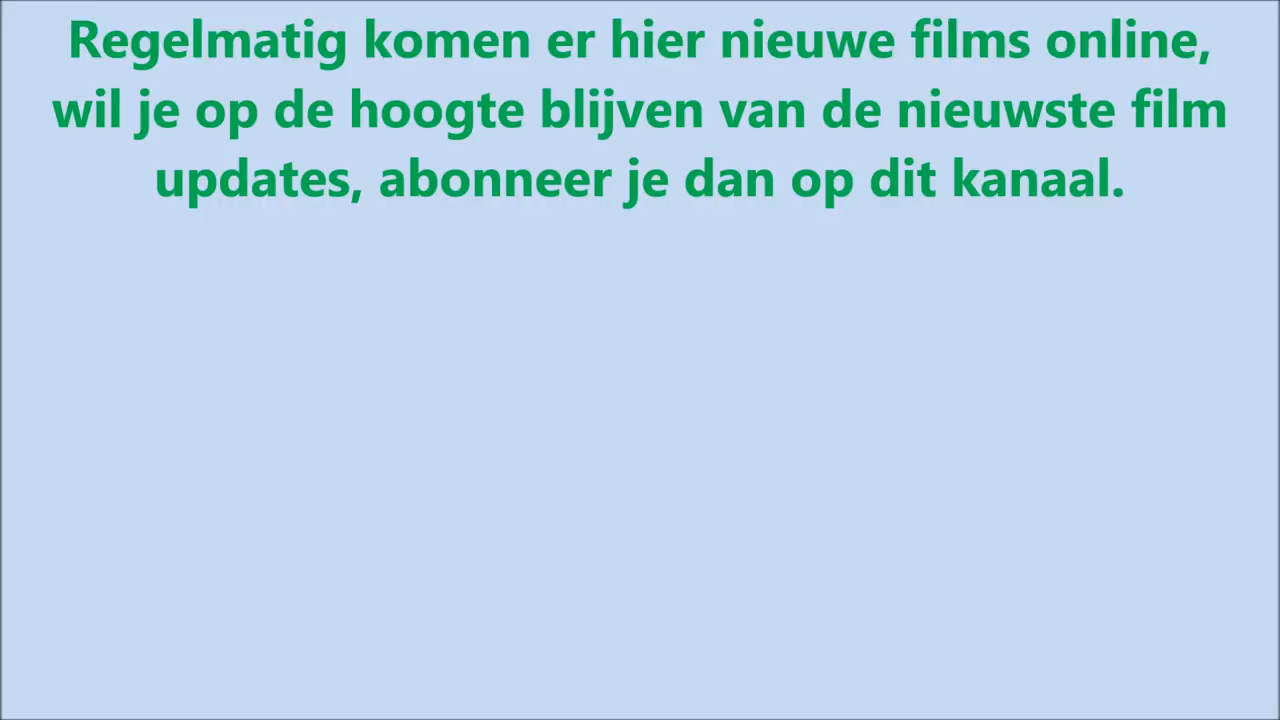 Regelmatig komen er hier nieuwe films online,
wil je op de hoogte blijven van de nieuwste film
updates, abonneer je dan op dit kanaal.